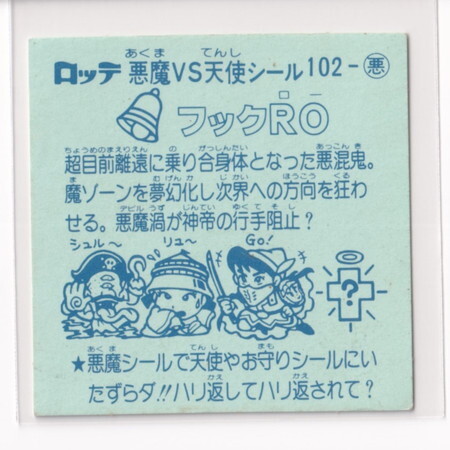 ロッテ 悪魔VS天使シール 102-悪
フックRO
超目前離遠に乗り合身体となった悪混鬼。
魔ゾーンを夢幻化し次界への方向を狂わ
せる。悪魔渦が神帝の行手阻止?
シュル〜 リュ〜 GO!
?
★悪魔シールで天使やお守りシールにい
たずらダ!!ハリ返してハリ返されて?